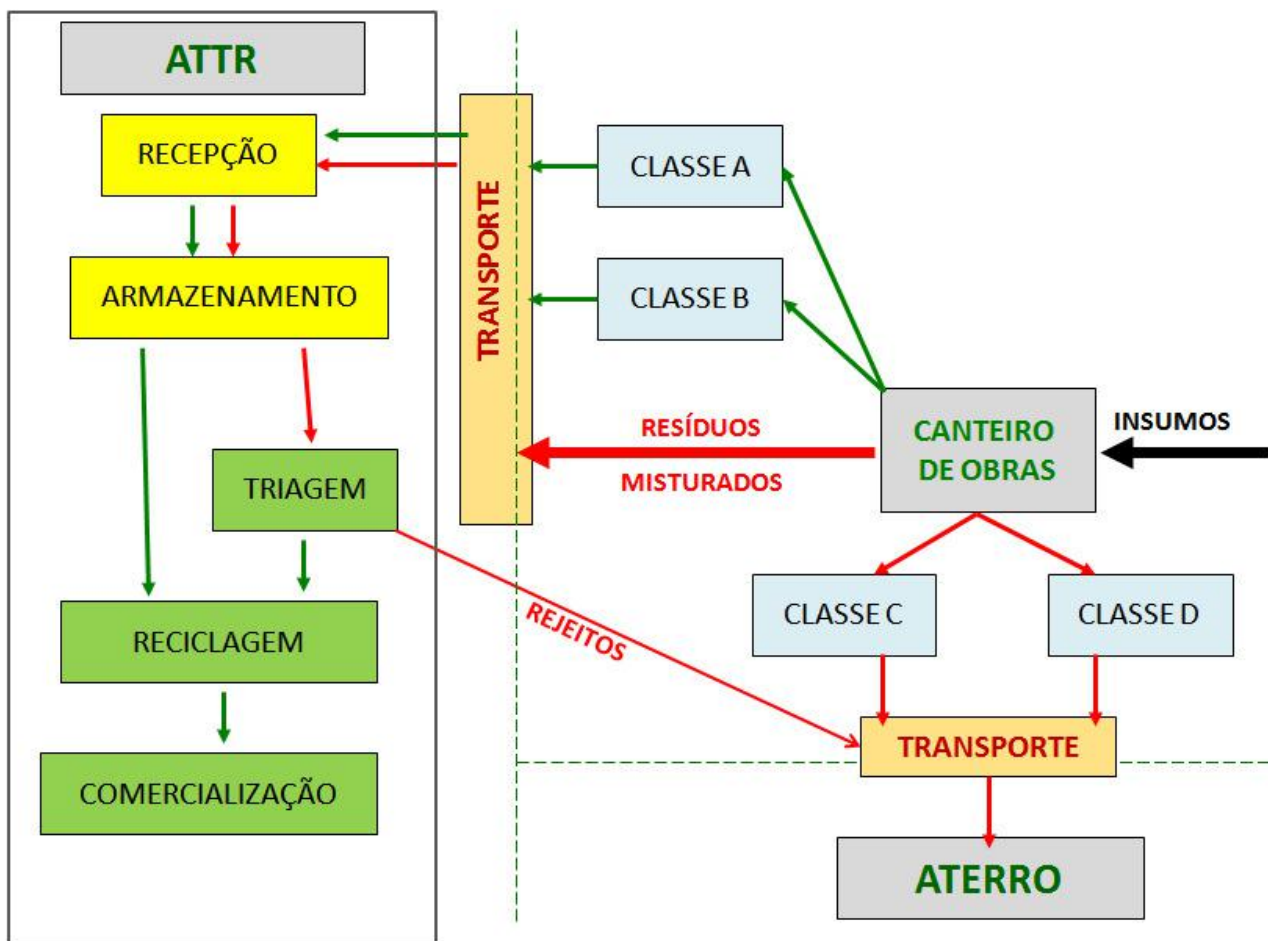 ATTR
RECEPÇÃO
ARMAZENAMENTO
TRIAGEM
RECICLAGEM
COMERCIALIZAÇÃO
TRANSPORTE
CLASSE A
CLASSE B
RESÍDUOS
MISTURADOS
CANTEIRO
DE OBRAS
INSUMOS
CLASSE C
CLASSE D
REJEITOS
TRANSPORTE
ATERRO